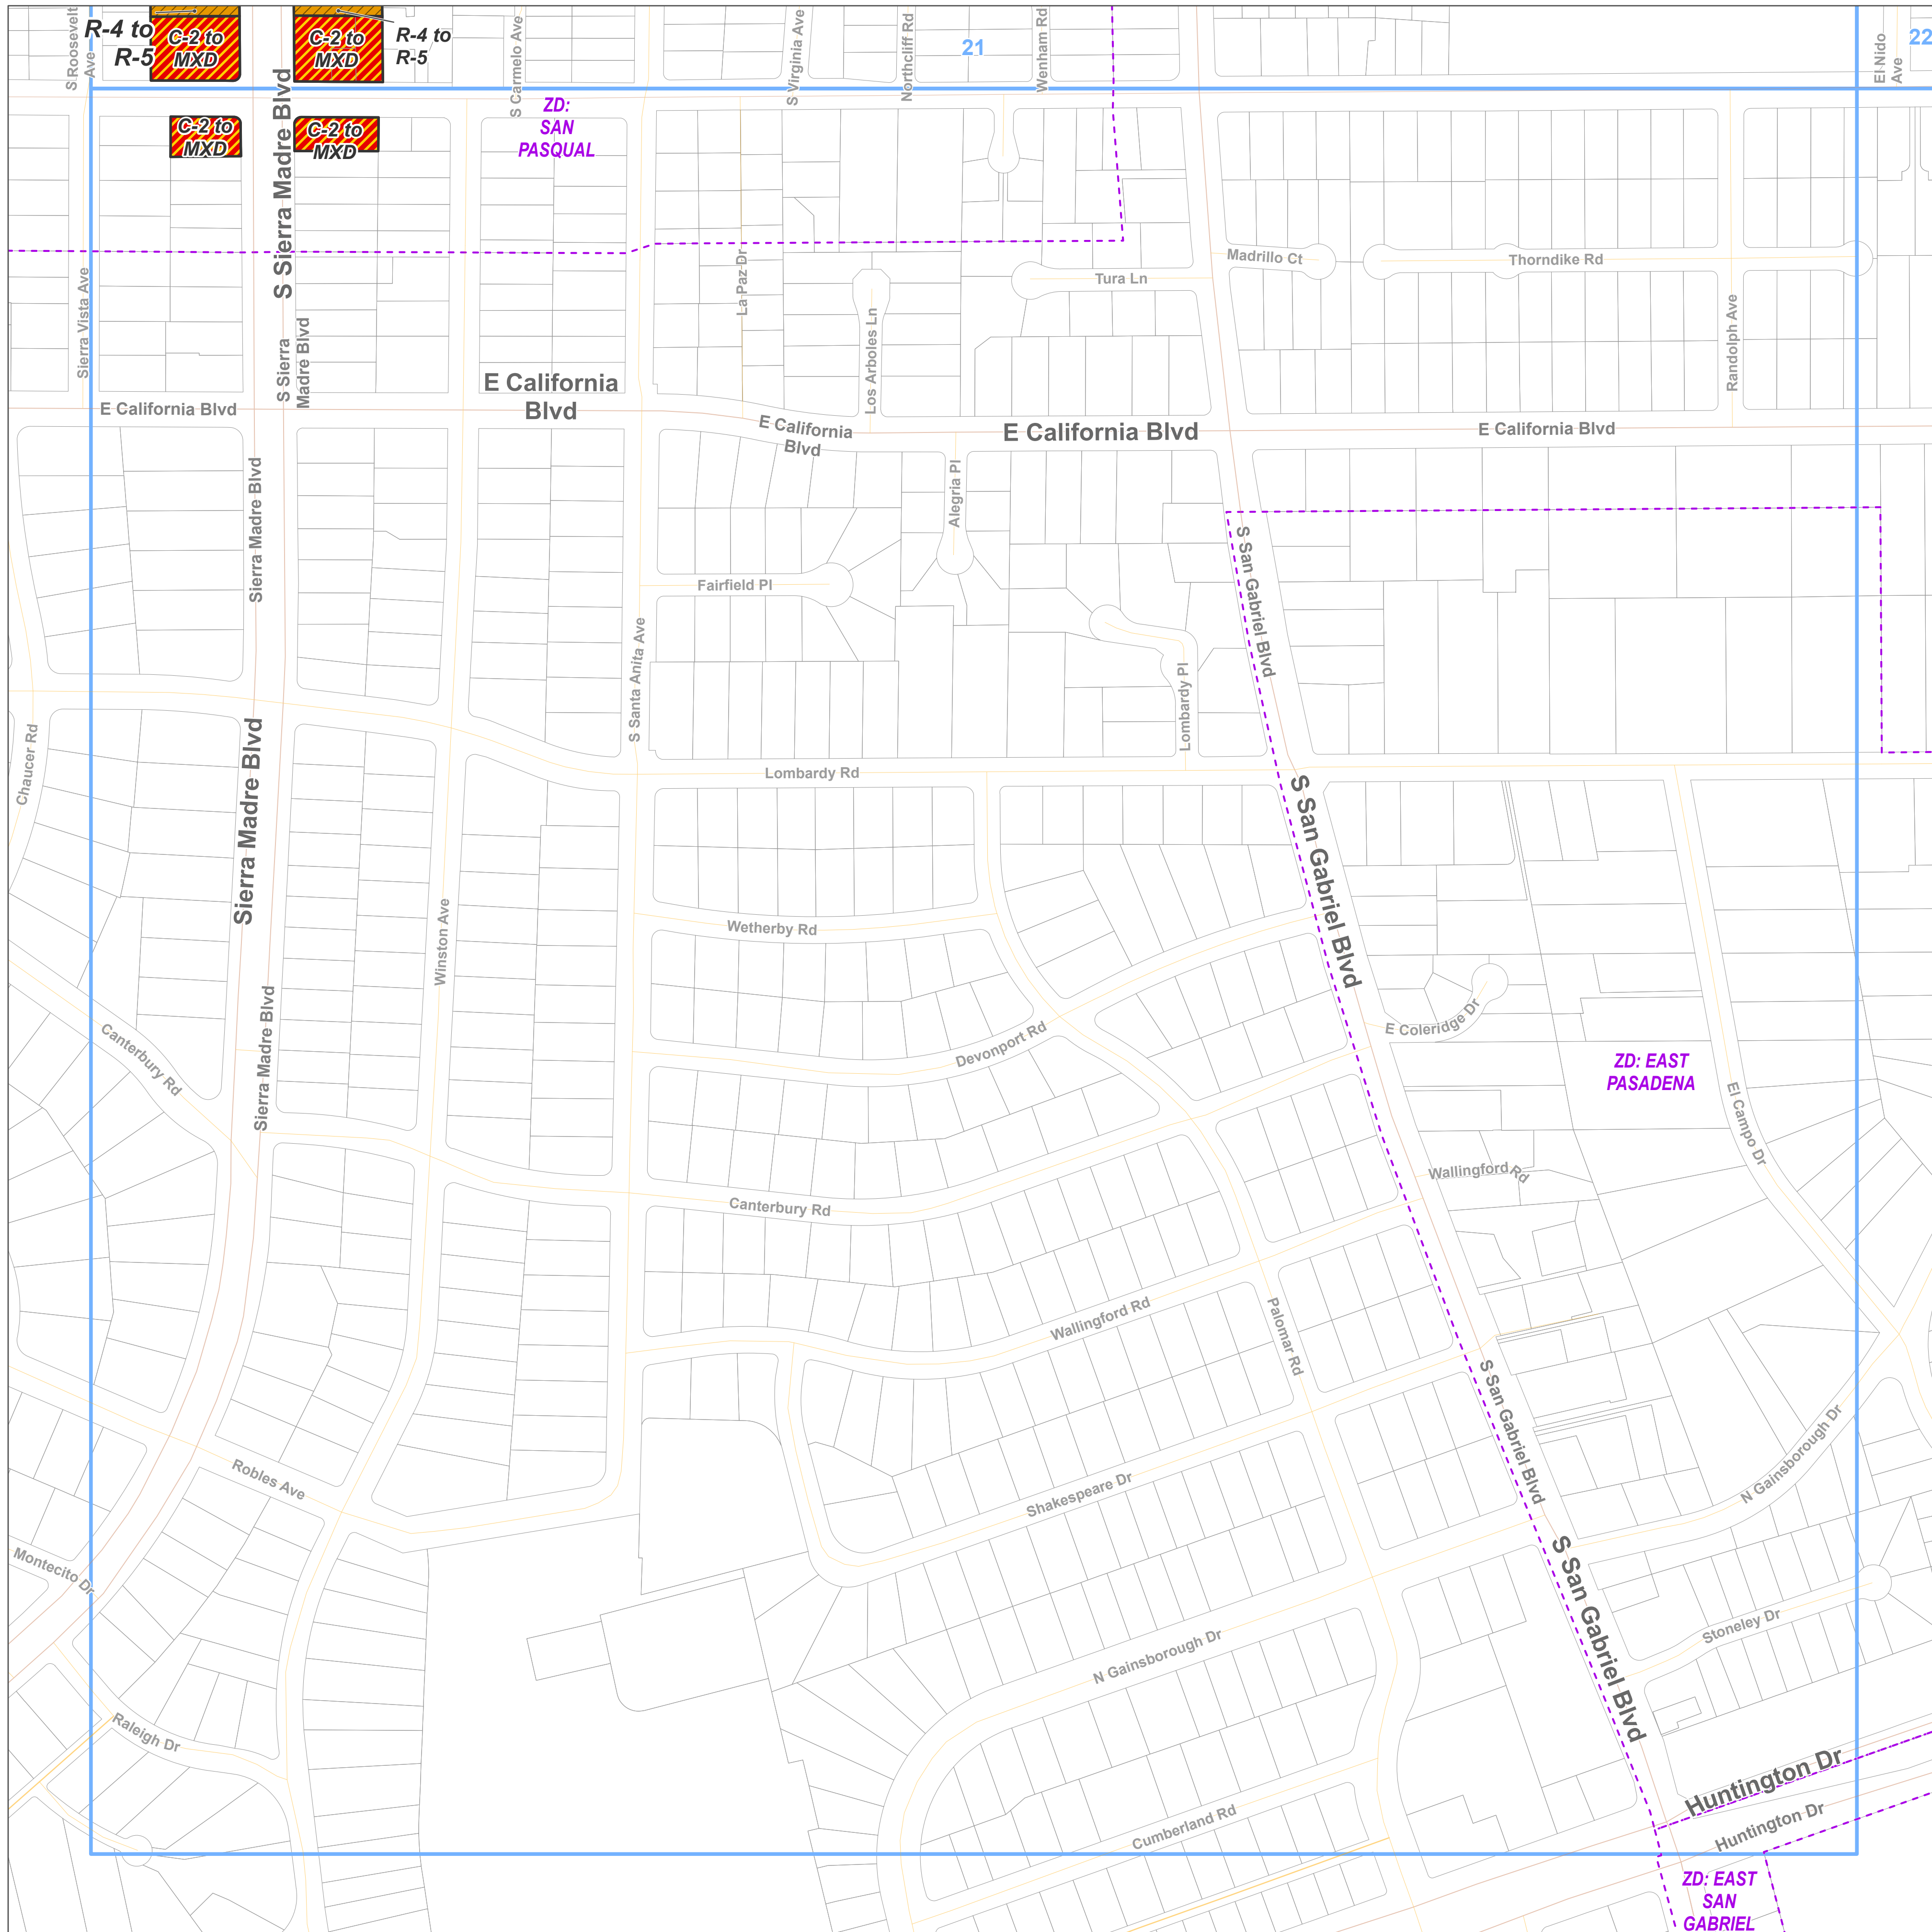 R-4 to
R-5
C-2 to
MXD
C-2 to
MXD
R-4 to
R-5
S Roosevelt
Ave
S Carmelo Ave
S Virginia Ave
Northcliff Rd
21
Wenham Rd
El Nido
Ave
22
C-2 to
MXD
C-2 to
MXD
S Sierra Madre Blvd
ZD:
SAN
PASQUAL
Sierra Vista Ave
S Sierra
Madre Blvd
La Paz Dr
Los Arboles Ln
Tura Ln
Madrillo Ct
Thorndike Rd
Randolph Ave
E California Blvd
E California
Blvd
E California
Blvd
E California Blvd
E California Blvd
Sierra Madre Blvd
Alegria Pl
S San Gabriel Blvd
Fairfield Pl
S Santa Anita Ave
Lombardy Pl
Chaucer Rd
Sierra Madre Blvd
Lombardy Rd
S San Gabriel Blvd
Winston Ave
Wetherby Rd
Canterbury Rd
Sierra Madre Blvd
Devonport Rd
E Coleridge Dr
ZD: EAST
PASADENA
El Campo Dr
Canterbury Rd
Wallingford Rd
Wallingford Rd
Palomar Rd
S San Gabriel Blvd
Robles Ave
Shakespeare Dr
N Gainsborough Dr
Montecito Dr
N Gainsborough Dr
S San Gabriel Blvd
Stoneley Dr
Raleigh Dr
Huntington Dr
Cumberland Rd
Huntington Dr
ZD: EAST
SAN
GABRIEL